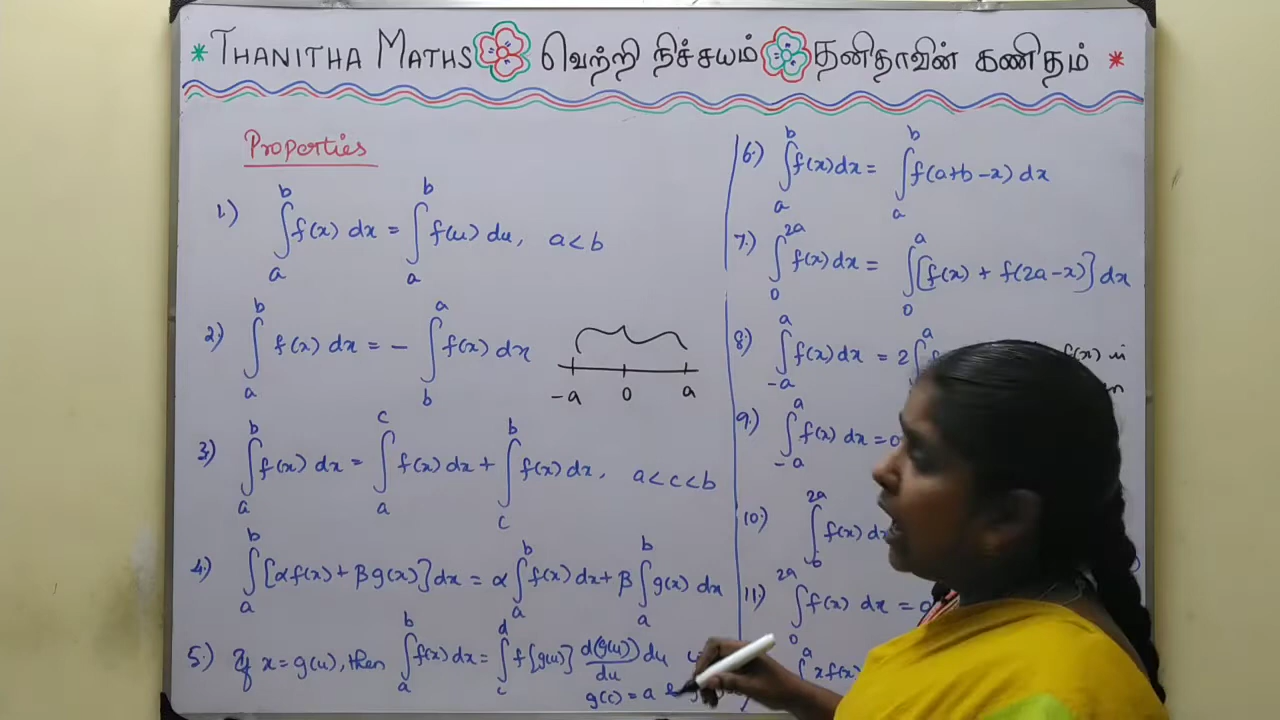 * THANITHA MATHS வெற்றி நிச்சயம் தனிதாவின் கணிதம் *
Properties
1.) ∫_a^b f(x) dx = ∫_a^b f(u) du, a < b
2.) ∫_a^b f(x) dx = - ∫_b^a f(x) dx
-a 0 a
3.) ∫_a^b f(x) dx = ∫_a^c f(x) dx + ∫_c^b f(x) dx, a < c < b
4.) ∫_a^b [αf(x) + βg(x)] dx = α ∫_a^b f(x) dx + β ∫_a^b g(x) dx
5.) If x = g(u), then ∫_a^b f(x) dx = ∫_c^d f[g(u)] d(g(u))/du du
g(c) = a
6.) ∫_a^b f(x) dx = ∫_a^b f(a+b-x) dx
7.) ∫_0^2a f(x) dx = ∫_0^a [f(x) + f(2a-x)] dx
8.) ∫_-a^a f(x) dx = 2 ∫^a f(x) is
9.) ∫_-a^a f(x) dx = 0
10.) ∫^2a f(x) dx
11.) ∫_0^2a f(x) dx = 0
∫^a x f(x)